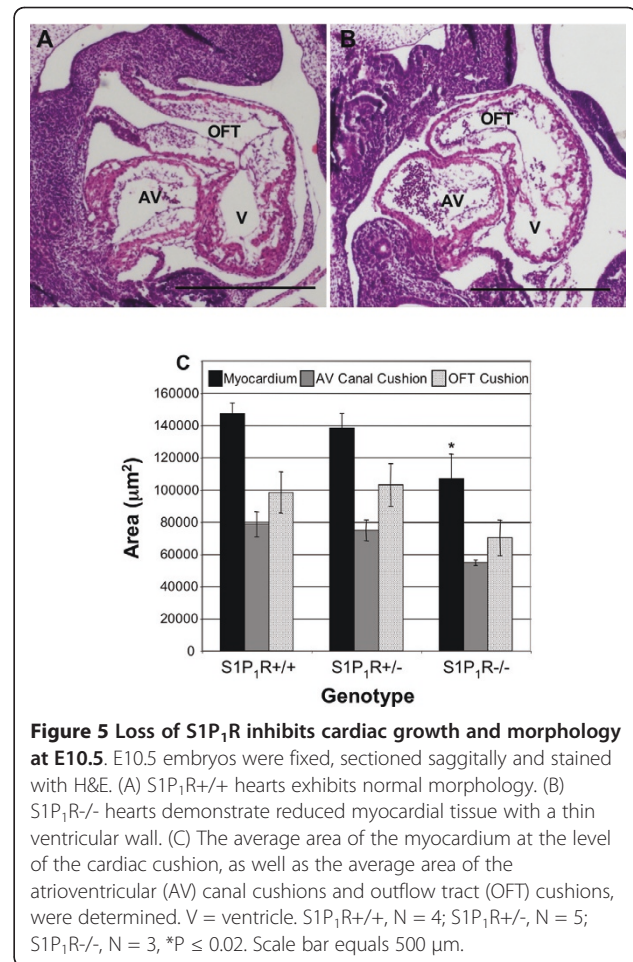 A
B
OFT
OFT
AV
AV
V
V
C
Myocardium AV Canal Cushion OFT Cushion
160000
140000
120000
100000
80000
60000
40000
20000
0
Area (µm²)
*
S1P₁R+/+ S1P₁R+/- S1P₁R-/-
Genotype
Figure 5 Loss of S1P₁R inhibits cardiac growth and morphology
at E10.5. E10.5 embryos were fixed, sectioned saggitally and stained
with H&E. (A) S1P₁R+/+ hearts exhibits normal morphology. (B)
S1P₁R-/- hearts demonstrate reduced myocardial tissue with a thin
ventricular wall. (C) The average area of the myocardium at the level
of the cardiac cushion, as well as the average area of the
atrioventricular (AV) canal cushions and outflow tract (OFT) cushions,
were determined. V = ventricle. S1P₁R+/+, N = 4; S1P₁R+/-, N = 5;
S1P₁R-/-, N = 3, *P ≤ 0.02. Scale bar equals 500 µm.